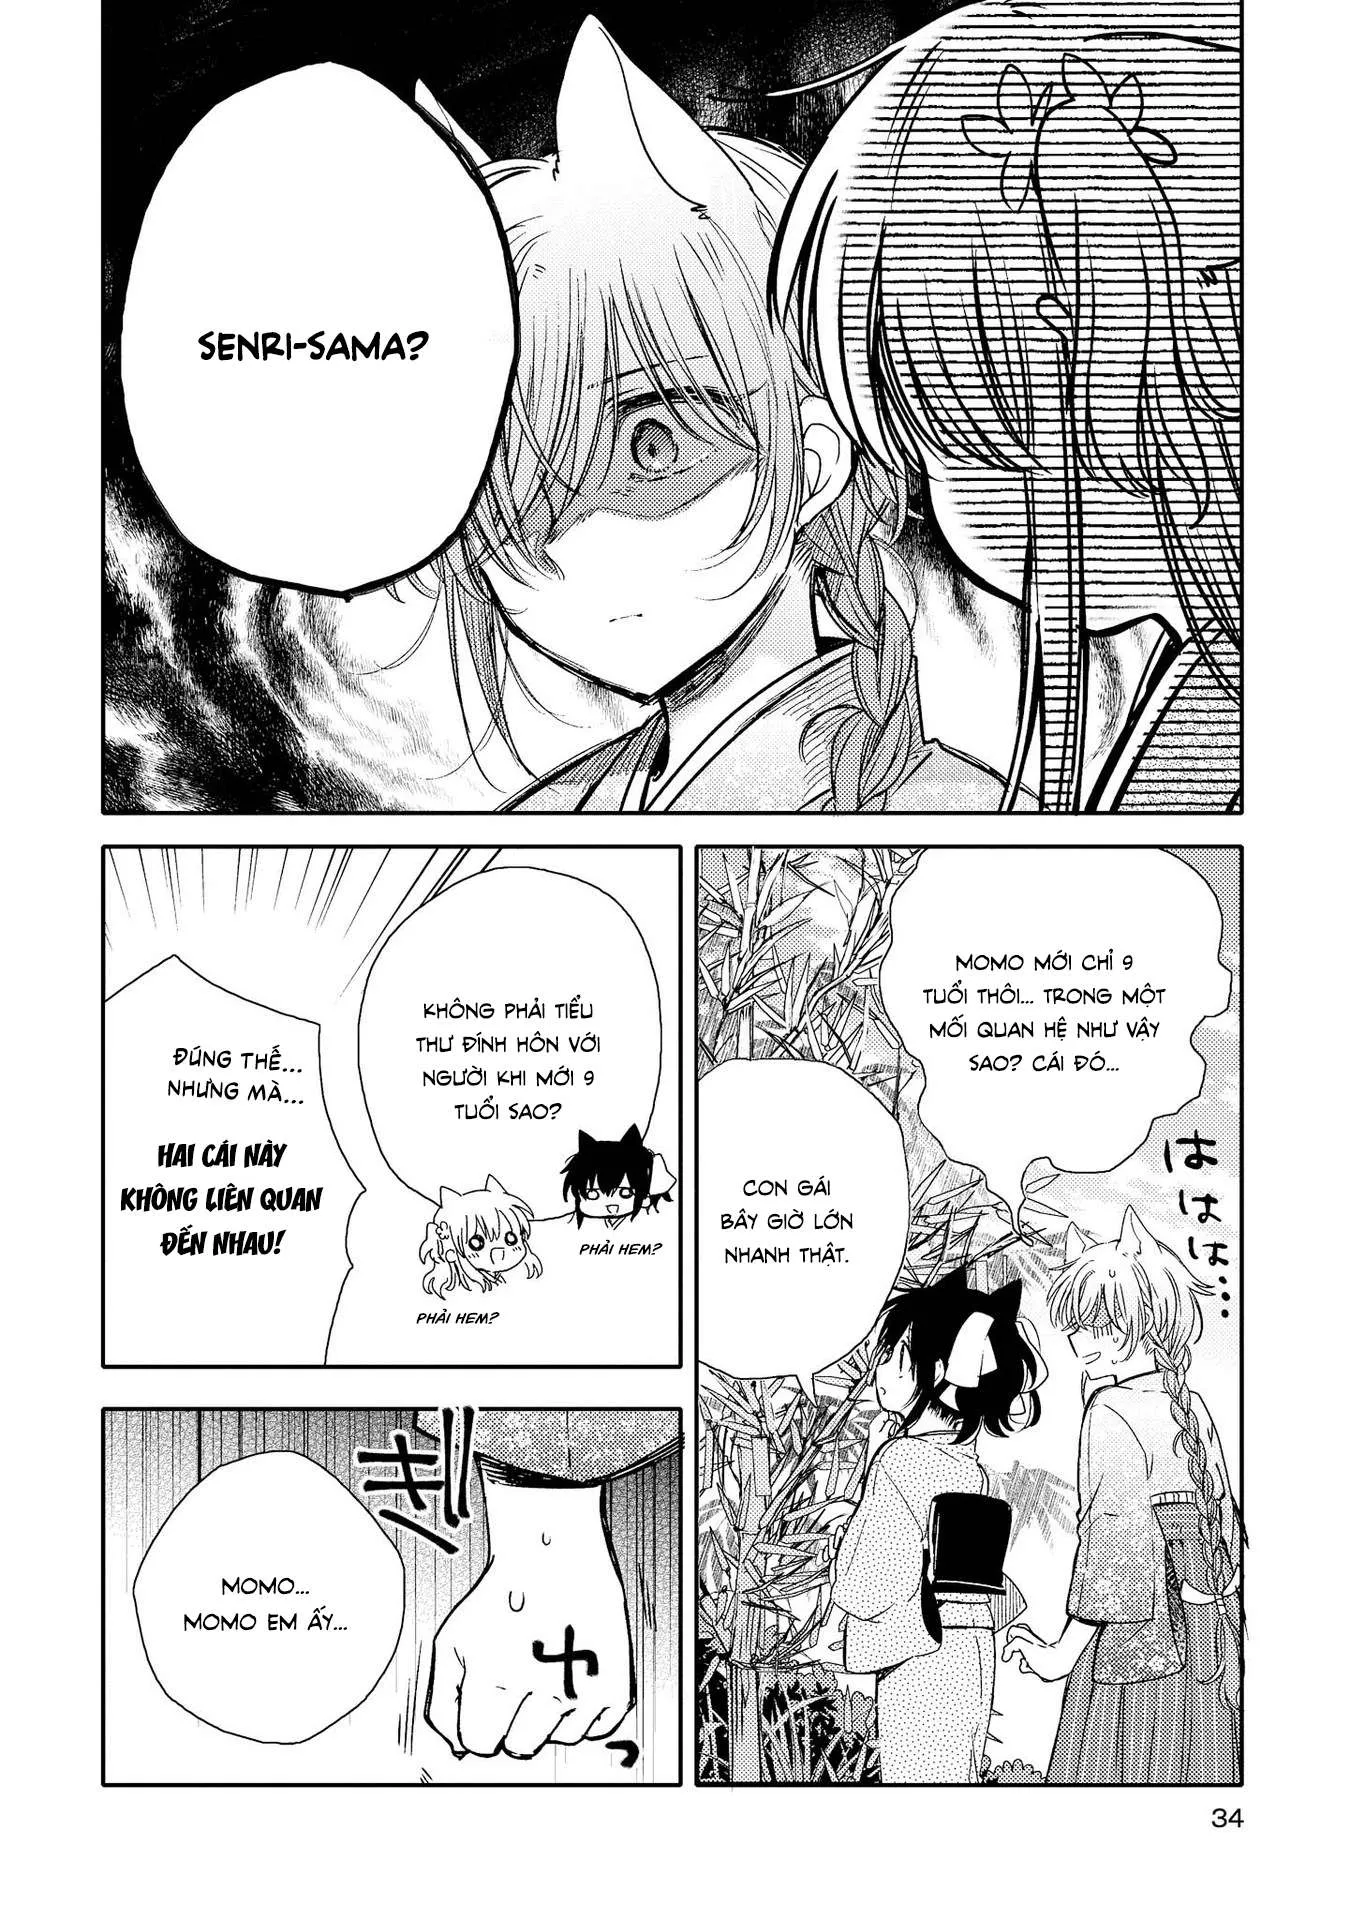 SENRI-SAMA?
MOMO MỚI CHỈ 9
TUỔI THÔI... TRONG MỘT
MỐI QUAN HỆ NHƯ VẬY
SAO? CÁI ĐÓ...
はははは...
CON GÁI
BÂY GIỜ LỚN
NHANH THẬT.
KHÔNG PHẢI TIỂU
THƯ ĐÍNH HÔN VỚI
NGƯỜI KHI MỚI 9
TUỔI SAO?
PHẢI HEM?
PHẢI HEM?
ĐÚNG THẾ...
NHƯNG MÀ...
HAI CÁI NÀY
KHÔNG LIÊN QUAN
ĐẾN NHAU!
MOMO...
MOMO EM ẤY...
ギ
ゅっ
34